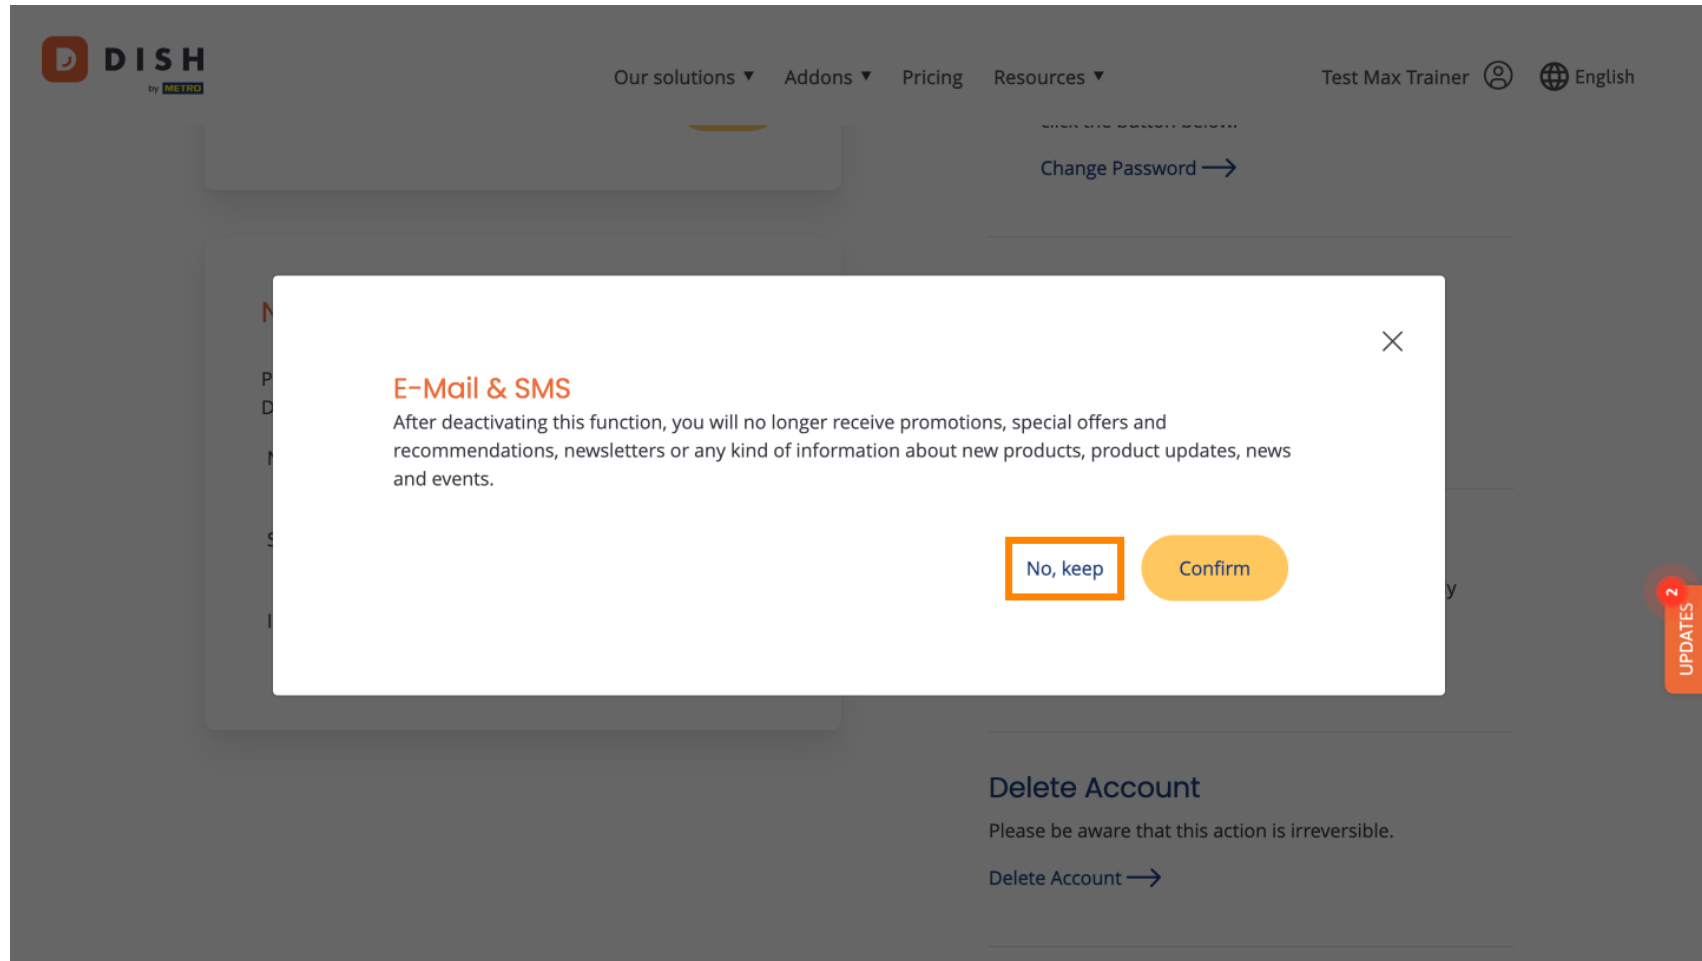 DISH
by METRO
Our solutions ▼ Addons ▼ Pricing Resources ▼ Test Max Trainer English
Change Password →
E-Mail & SMS
After deactivating this function, you will no longer receive promotions, special offers and
recommendations, newsletters or any kind of information about new products, product updates, news
and events.
No, keep Confirm
2
UPDATES
Delete Account
Please be aware that this action is irreversible.
Delete Account →